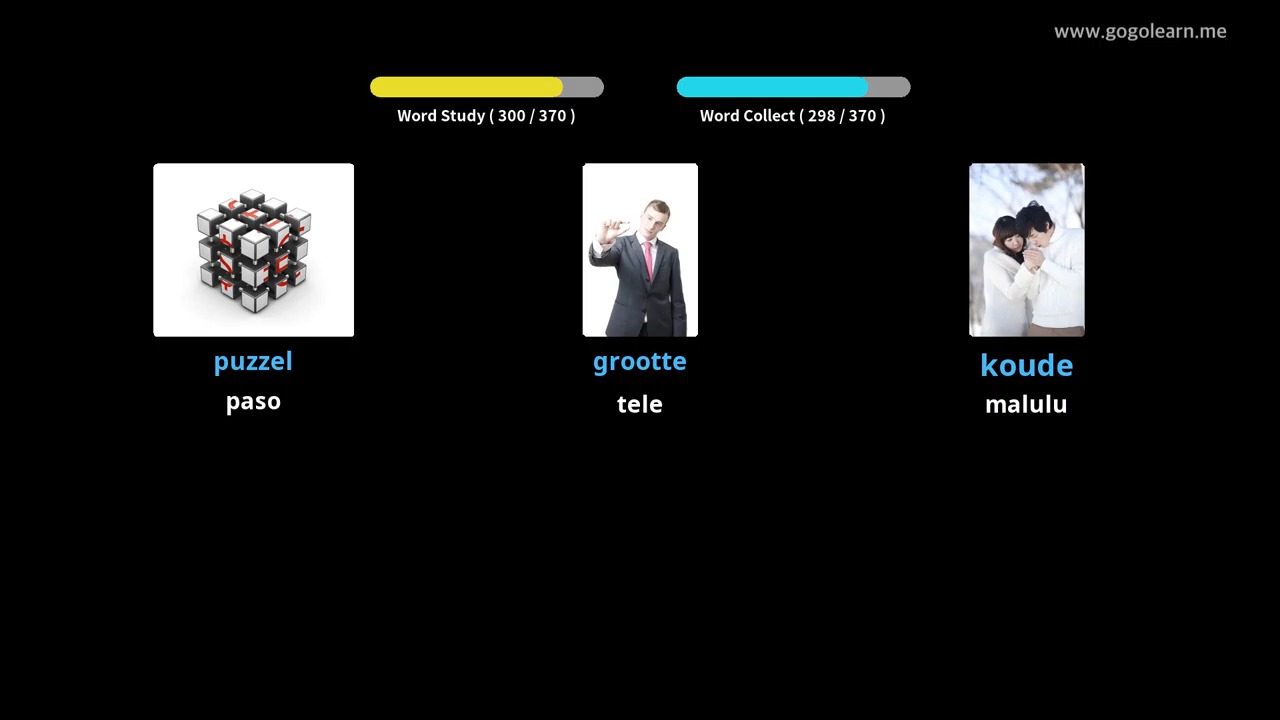 www.gogolearn.me
Word Study ( 300 / 370 )
Word Collect ( 298 / 370 )
puzzel
paso
grootte
tele
koude
malulu